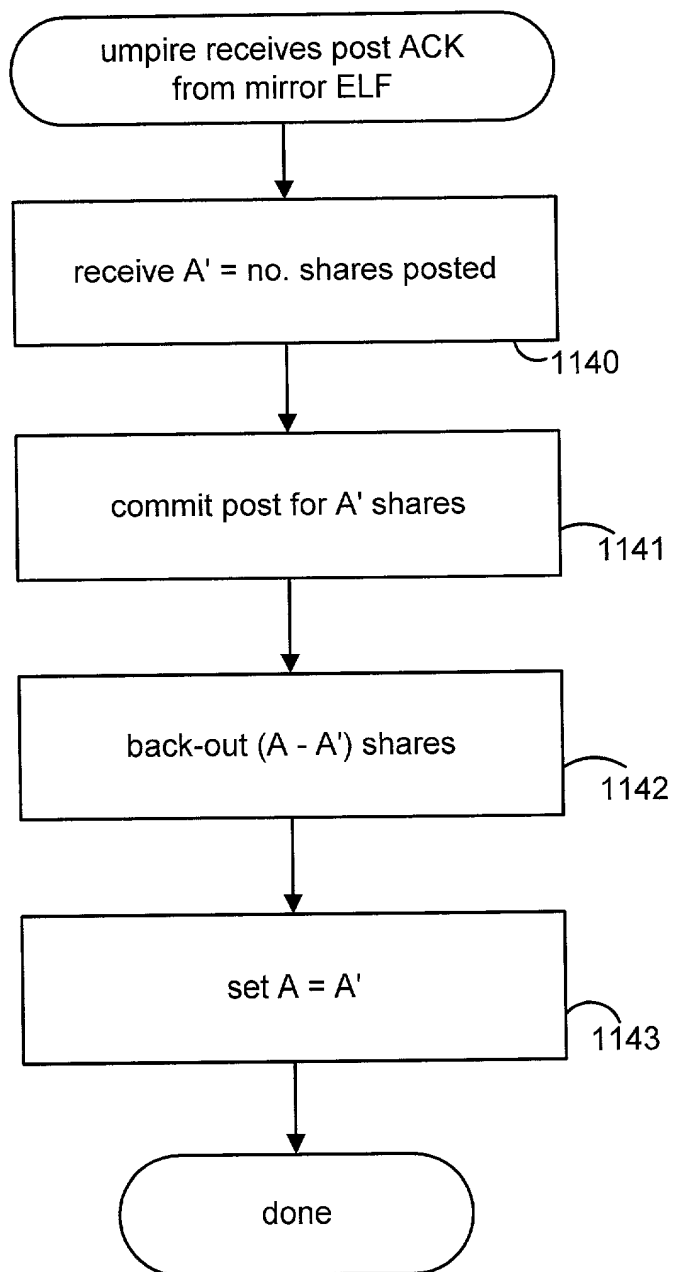 umpire receives post ACK
from mirror ELF
receive A' = no. shares posted
1140
commit post for A' shares
1141
back-out (A - A') shares
1142
set A = A'
1143
done